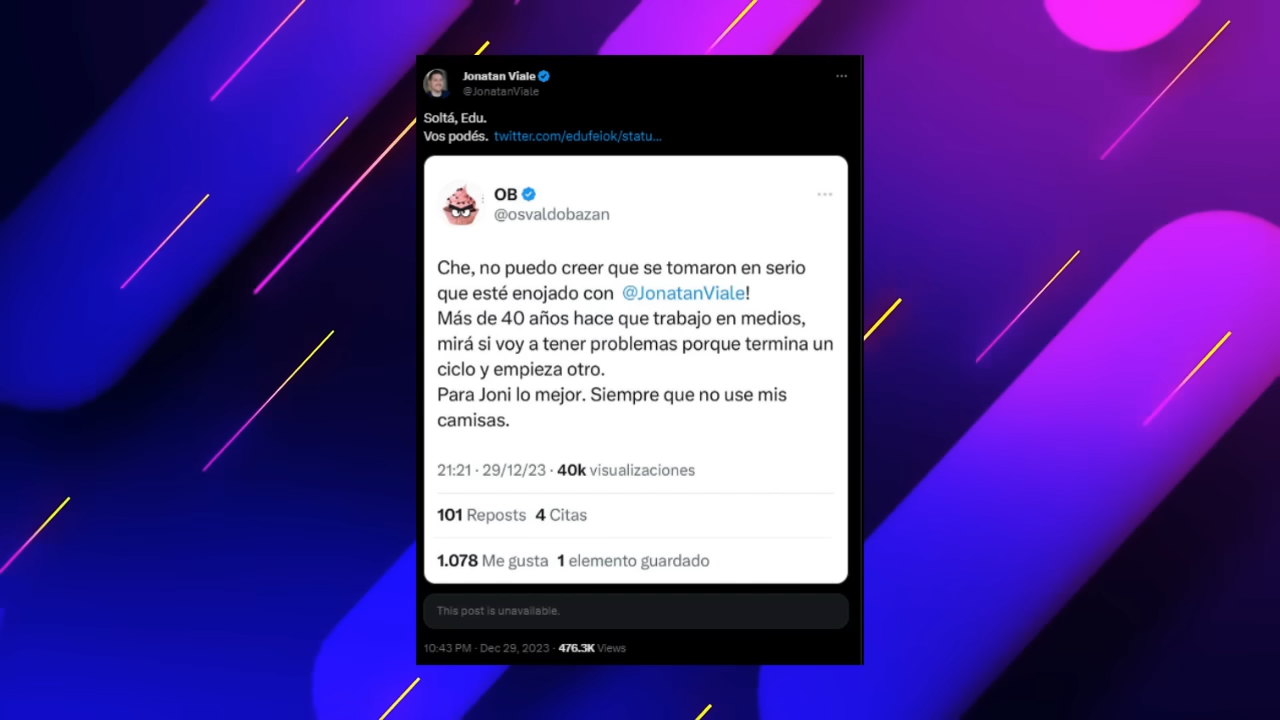 Jonatan Viale
@JonatanViale
Soltá, Edu.
Vos podés. twitter.com/edufeiok/statu...
OB
@osvaldobazan
Che, no puedo creer que se tomaron en serio
que esté enojado con @JonatanViale!
Más de 40 años hace que trabajo en medios,
mirá si voy a tener problemas porque termina un
ciclo y empieza otro.
Para Joni lo mejor. Siempre que no use mis
camisas.
21:21 · 29/12/23 · 40k visualizaciones
101 Reposts 4 Citas
1.078 Me gusta 1 elemento guardado
This post is unavailable.
10:43 PM · Dec 29, 2023 · 476.3K Views